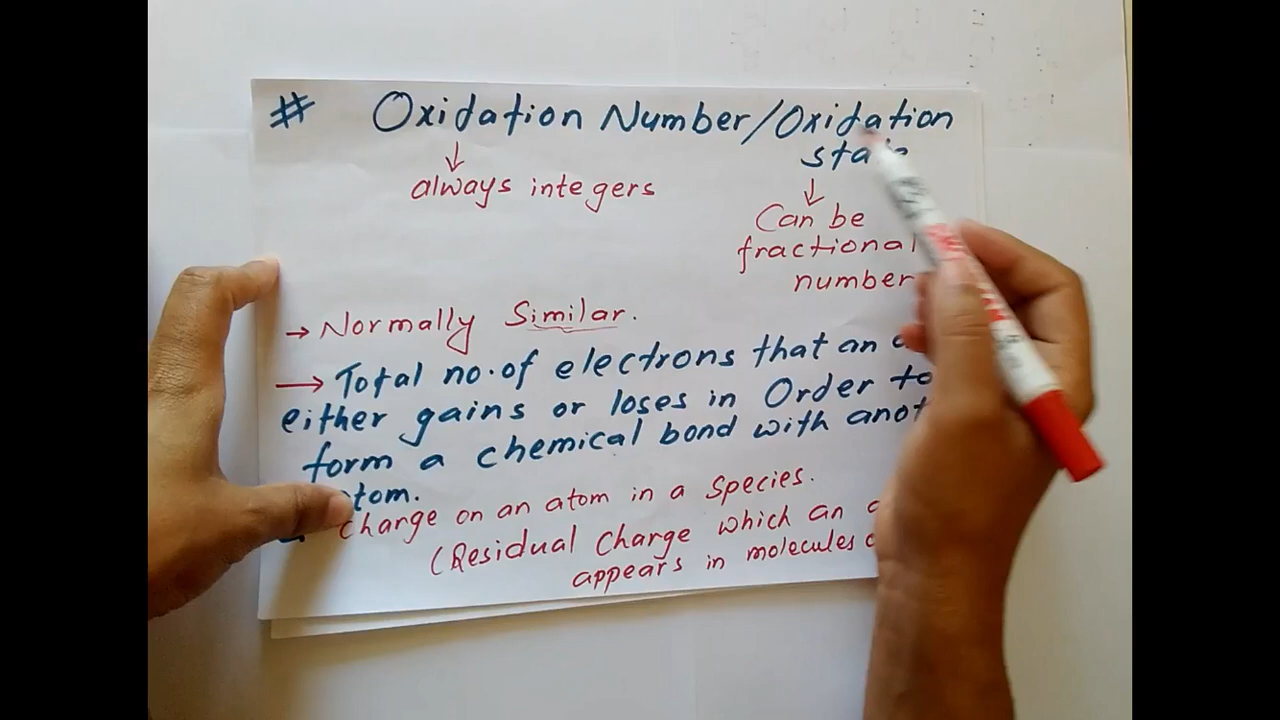 # Oxidation Number/Oxidation
↓ always integers
↓ Can be
fractional
number
→ Normally Similar.
→ Total no. of electrons that an
either gains or loses in Order to
form a chemical bond with
charge on an atom in a species.
(Residual charge which an
appears in molecules